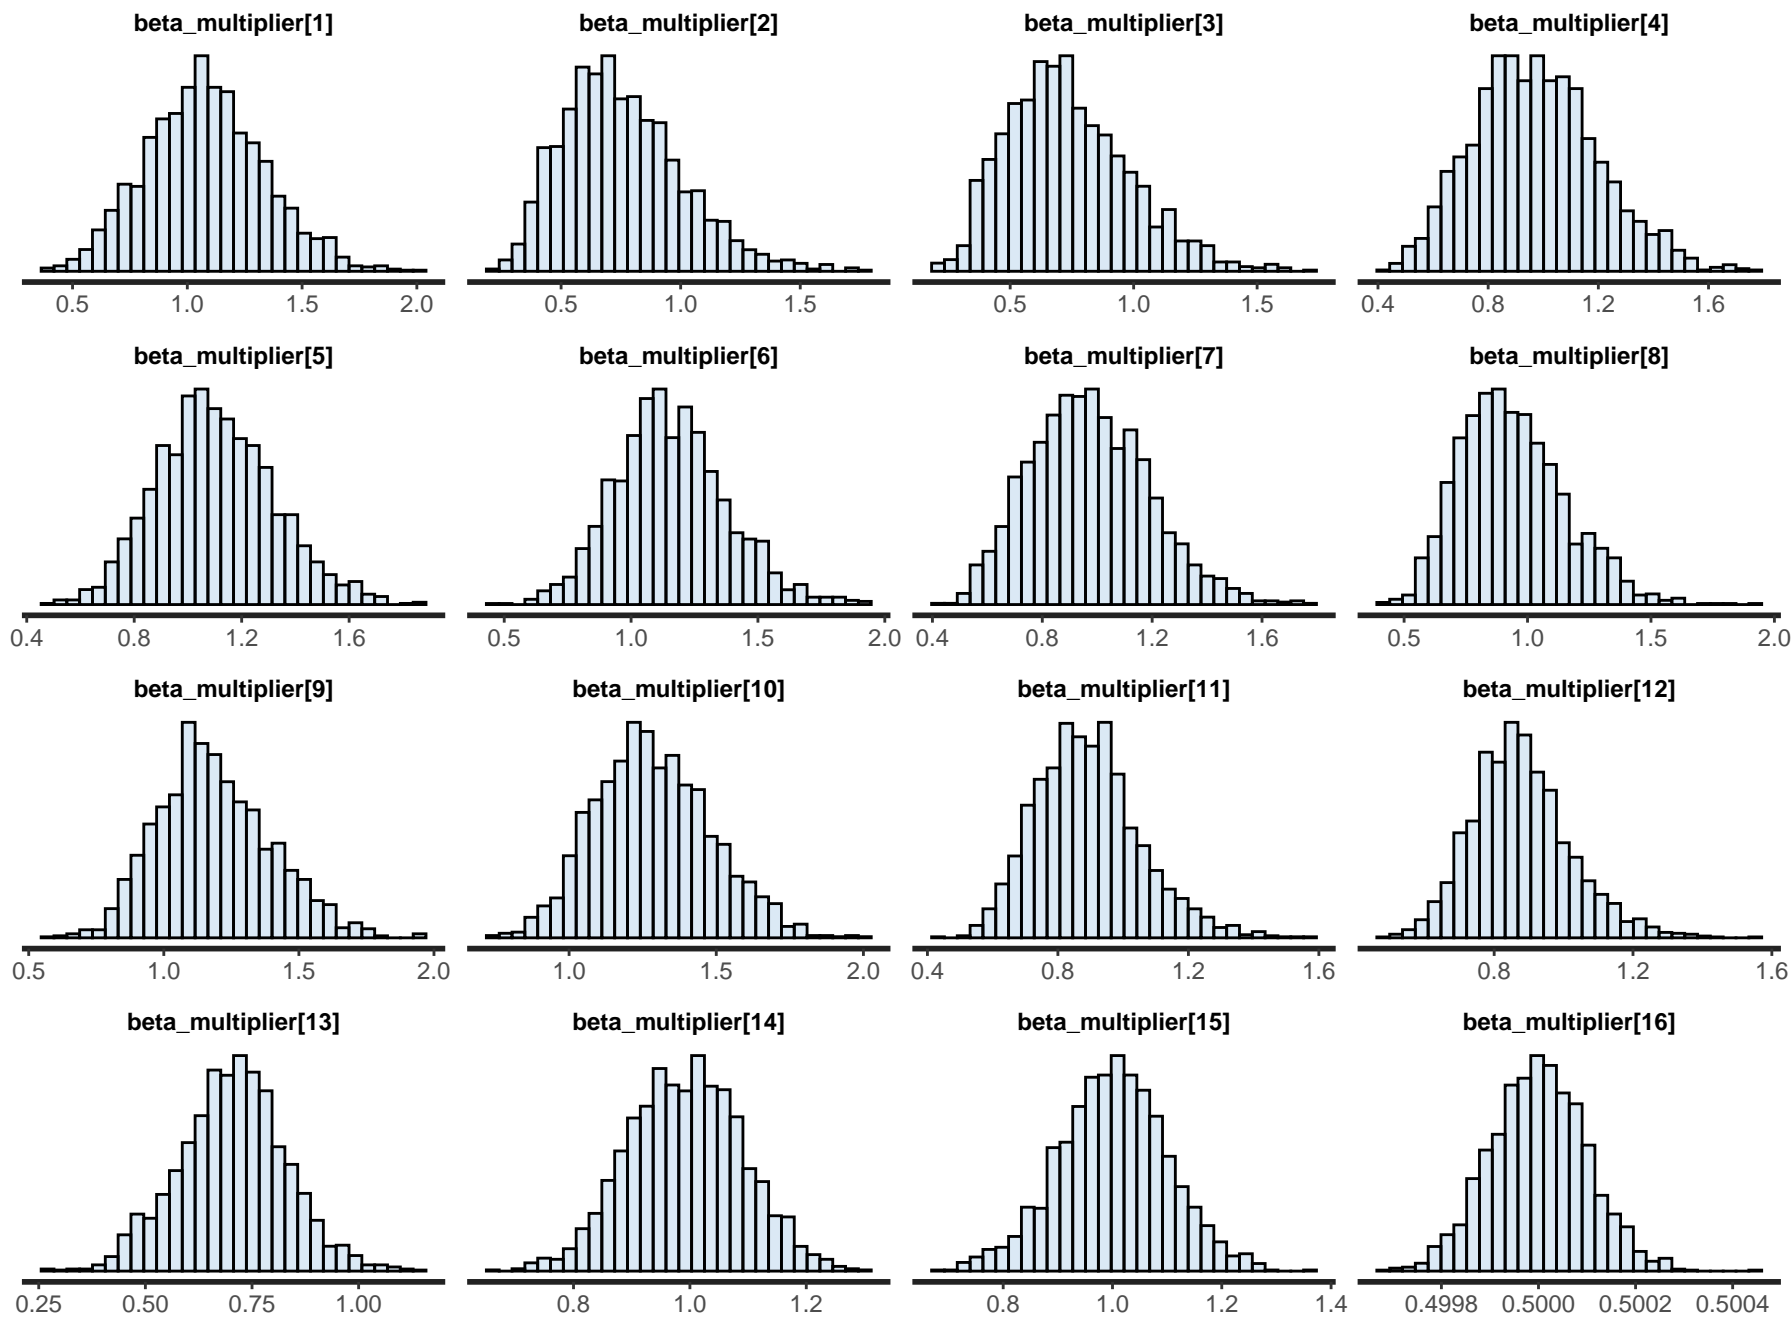 beta_multiplier[1] beta_multiplier[2] beta_multiplier[3] beta_multiplier[4]
0.5 1.0 1.5 2.0 0.5 1.0 1.5 0.5 1.0 1.5 0.4 0.8 1.2 1.6
beta_multiplier[5] beta_multiplier[6] beta_multiplier[7] beta_multiplier[8]
0.4 0.8 1.2 1.6 0.5 1.0 1.5 2.0 0.4 0.8 1.2 1.6 0.5 1.0 1.5 2.0
beta_multiplier[9] beta_multiplier[10] beta_multiplier[11] beta_multiplier[12]
0.5 1.0 1.5 2.0 1.0 1.5 2.0 0.4 0.8 1.2 1.6 0.8 1.2 1.6
beta_multiplier[13] beta_multiplier[14] beta_multiplier[15] beta_multiplier[16]
0.25 0.50 0.75 1.00 0.8 1.0 1.2 0.8 1.0 1.2 1.4 0.4998 0.5000 0.5002 0.5004